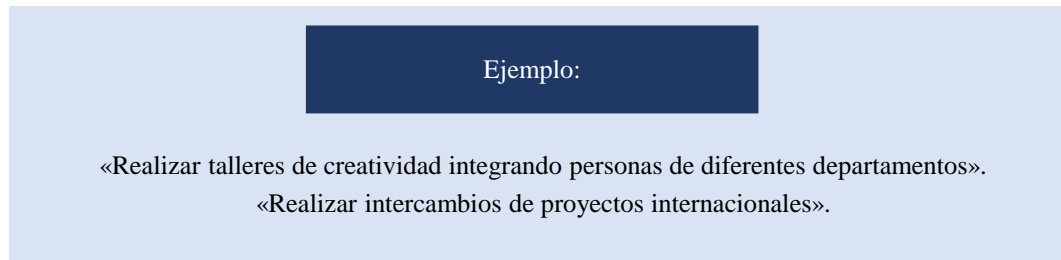 Ejemplo:
«Realizar talleres de creatividad integrando personas de diferentes departamentos».
«Realizar intercambios de proyectos internacionales».